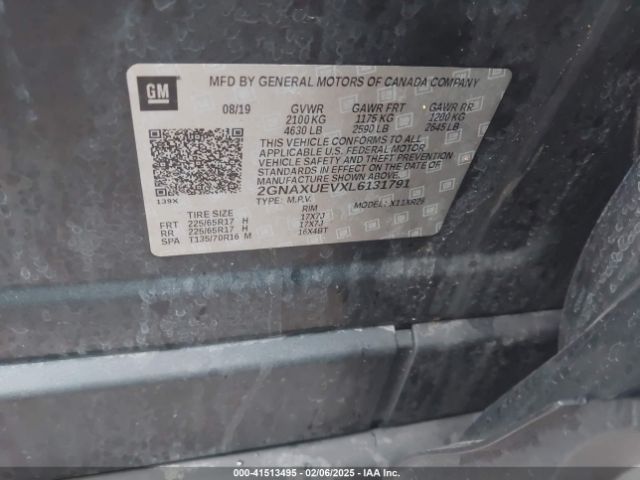 GM MFD BY GENERAL MOTORS OF CANADA COMPANY
08/19 GVWR GAWR FRT GAWR RR
2100 KG 1175 KG 1200 KG
4630 LB 2590 LB 2645 LB
THIS VEHICLE CONFORMS TO ALL
APPLICABLE U.S. FEDERAL MOTOR
VEHICLE SAFETY AND THEFT PREVENTION
STANDARDS IN EFFECT ON THE DATE OF
MANUFACTURE SHOWN ABOVE.
2GNAXUEVXL6131791
139X TYPE: M.P.V. MODEL:
TIRE SIZE RIM
FRT 225/65R17 H 17X7J
RR 225/65R17 H 17X7J
SPA T135/70R16 M 16X4BT
000-41513495 - 02/06/2025 - IAA Inc.